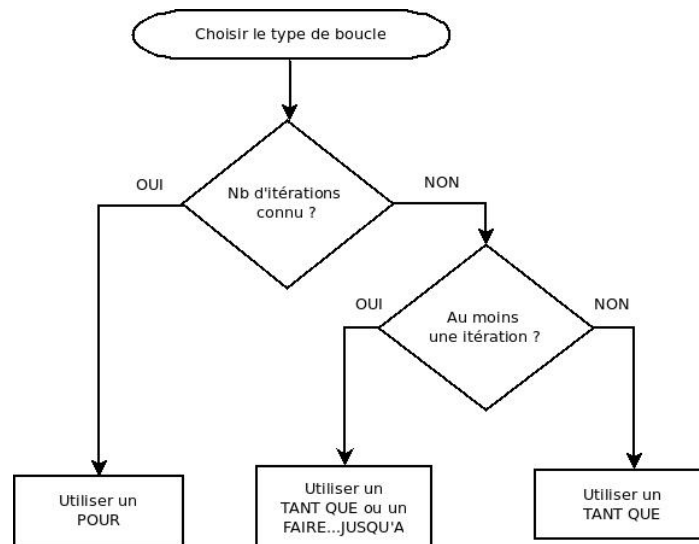 Choisir le type de boucle
OUI
NON
Nb d'itérations
connu ?
OUI
NON
Au moins
une itération ?
Utiliser un
POUR
Utiliser un
TANT QUE ou un
FAIRE...JUSQU'A
Utiliser un
TANT QUE